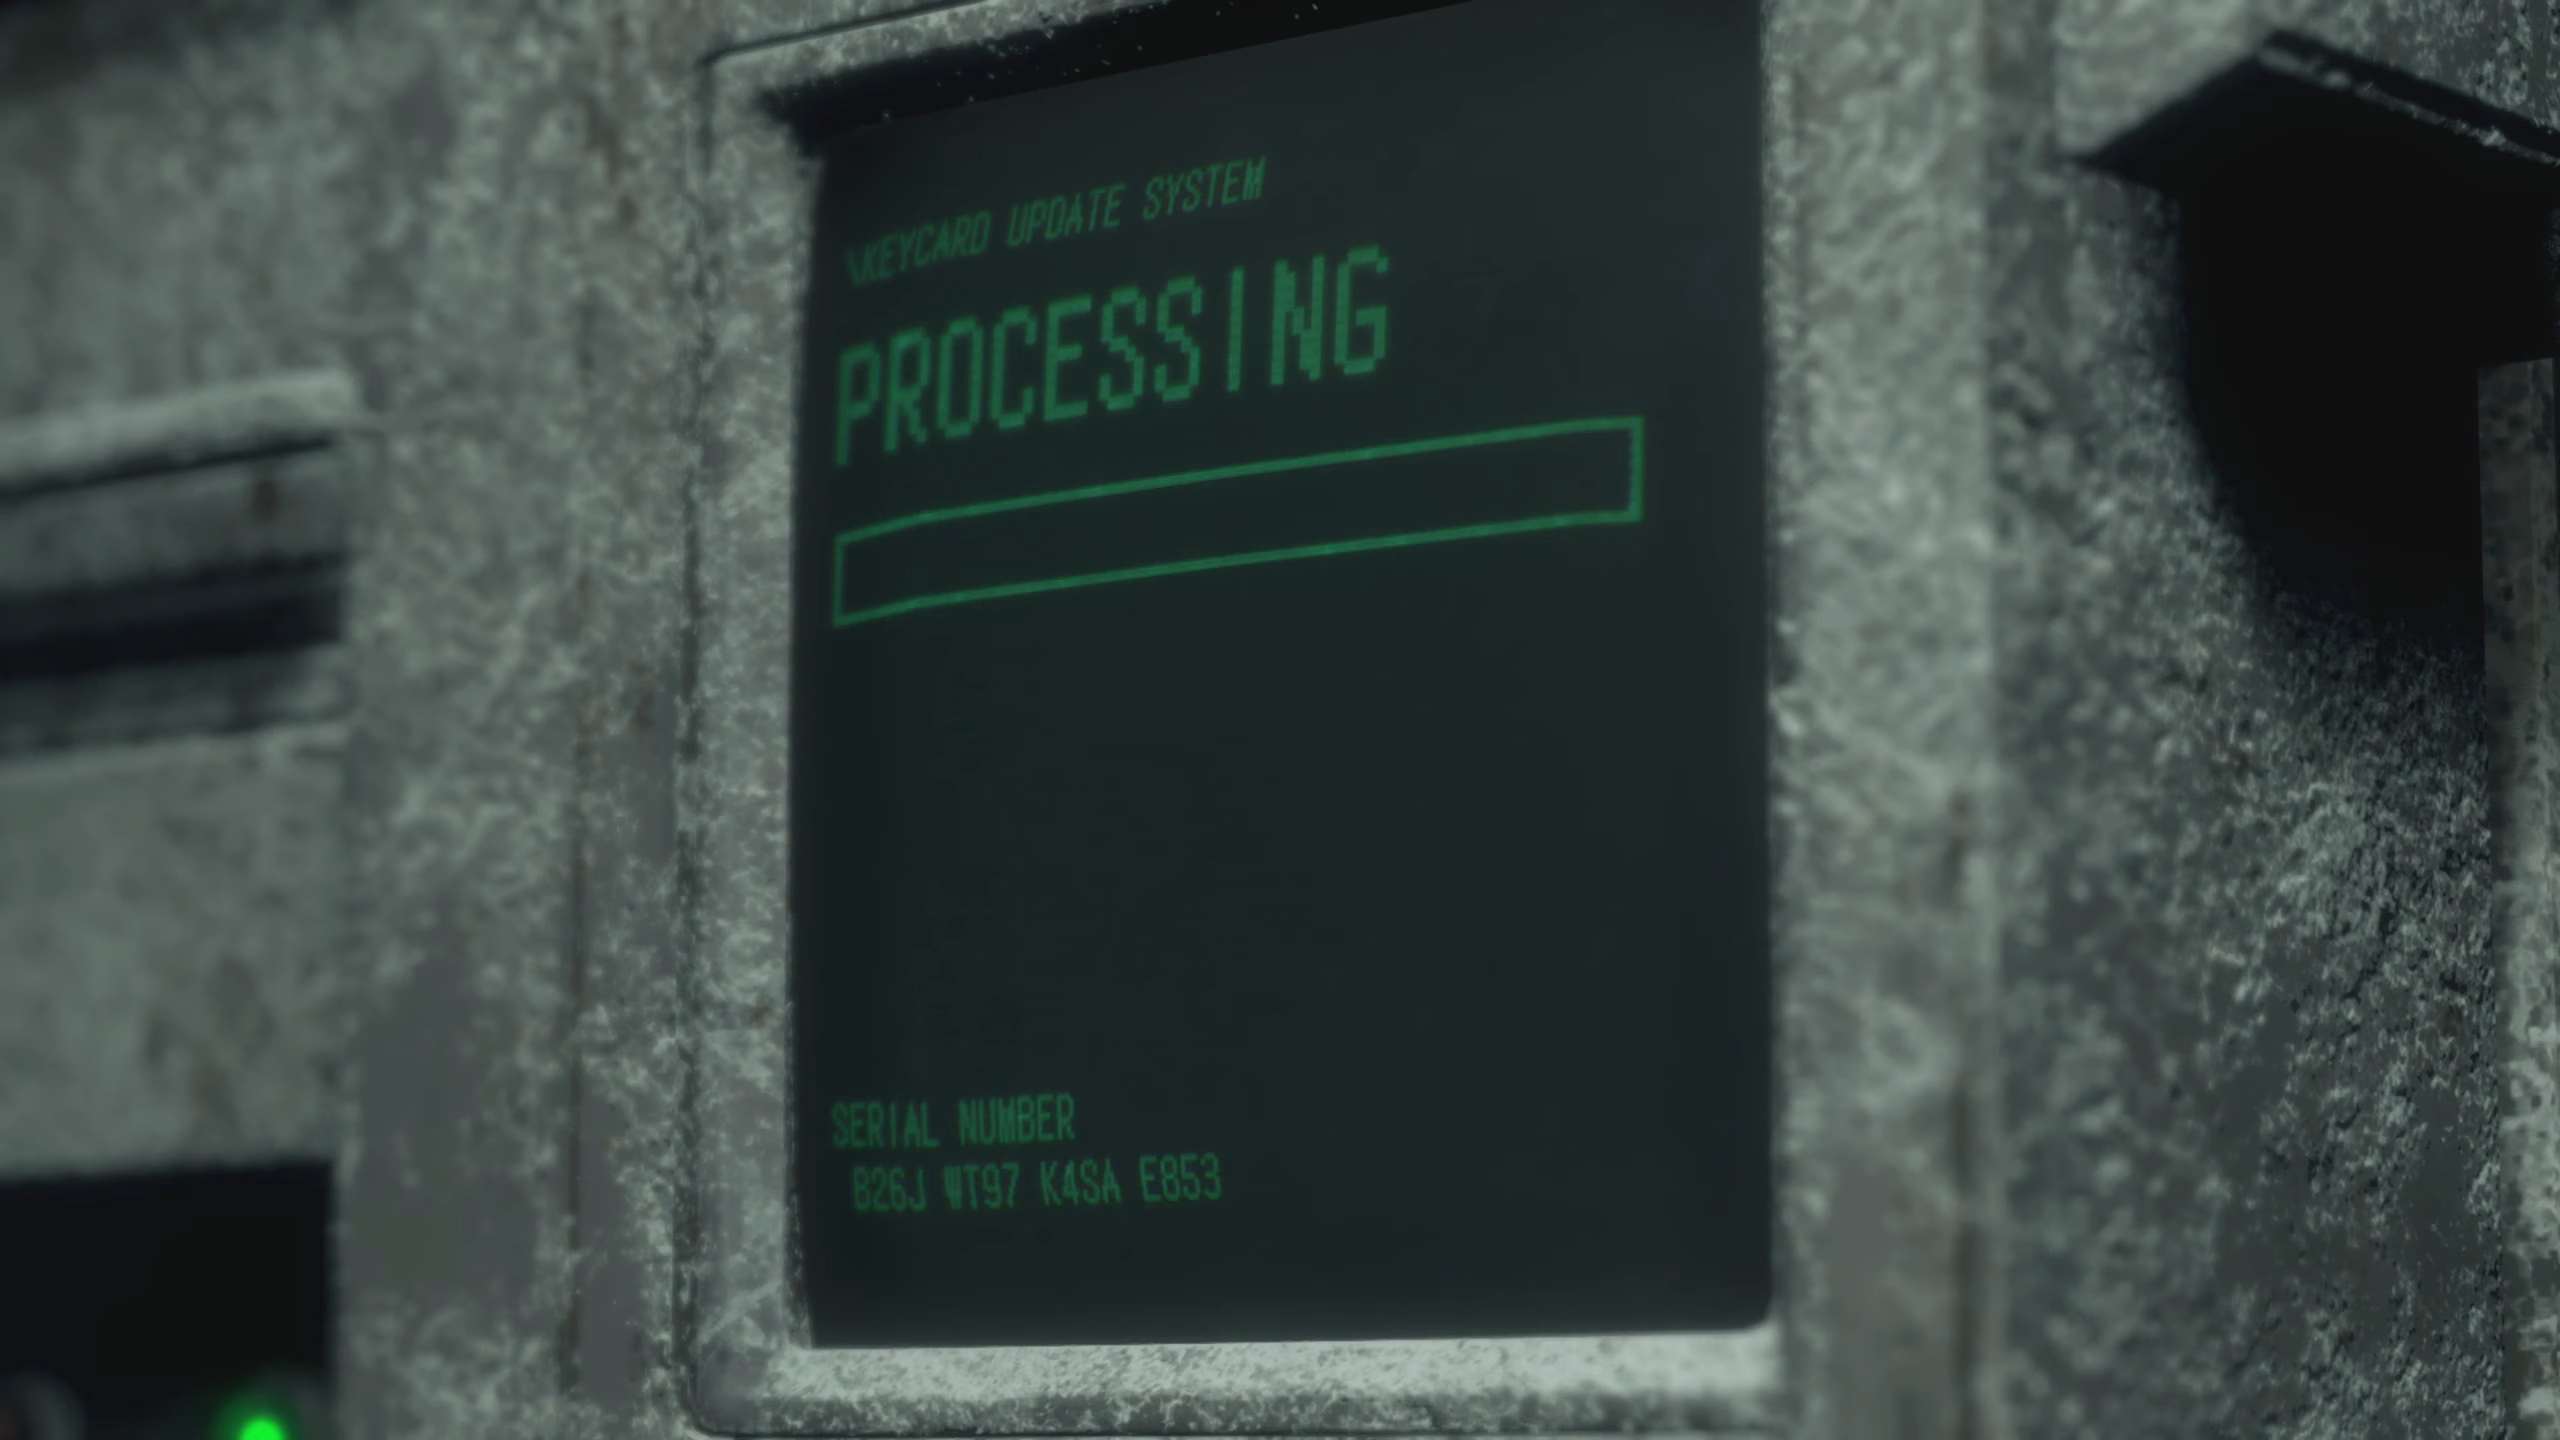 \KEYCARD UPDATE SYSTEM
PROCESSING
SERIAL NUMBER
B26J WT97 K4SA E853